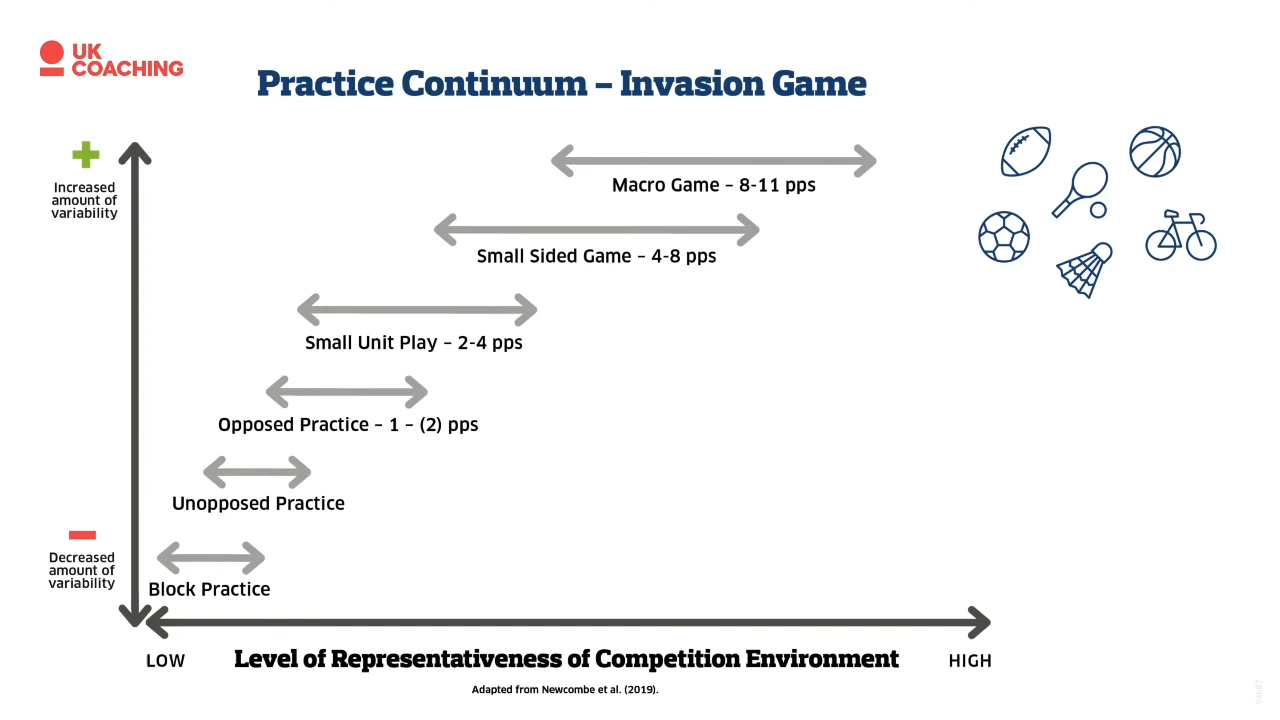 UK
COACHING
Practice Continuum – Invasion Game
Increased
amount of
variability
Macro Game – 8-11 pps
Small Sided Game – 4-8 pps
Small Unit Play – 2-4 pps
Opposed Practice – 1 – (2) pps
Unopposed Practice
Decreased
amount of
variability
Block Practice
LOW
Level of Representativeness of Competition Environment
HIGH
Adapted from Newcombe et al. (2019).